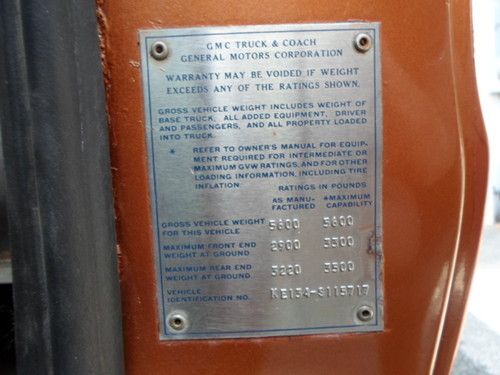 GMC TRUCK & COACH
GENERAL MOTORS CORPORATION
WARRANTY MAY BE VOIDED IF WEIGHT
EXCEEDS ANY OF THE RATINGS SHOWN.
GROSS VEHICLE WEIGHT INCLUDES WEIGHT OF
BASE TRUCK, ALL ADDED EQUIPMENT, DRIVER
AND PASSENGERS, AND ALL PROPERTY LOADED
INTO TRUCK.
* REFER TO OWNER'S MANUAL FOR EQUIP-
MENT REQUIRED FOR INTERMEDIATE OR
MAXIMUM GVW RATINGS, AND FOR OTHER
LOADING INFORMATION, INCLUDING TIRE
INFLATION.
RATINGS IN POUNDS
AS MANU- *MAXIMUM
FACTURED CAPABILITY
GROSS VEHICLE WEIGHT
FOR THIS VEHICLE 5600 5600
MAXIMUM FRONT END
WEIGHT AT GROUND 2900 3300
MAXIMUM REAR END
WEIGHT AT GROUND 3220 3500
VEHICLE
IDENTIFICATION NO. KE134-S115717